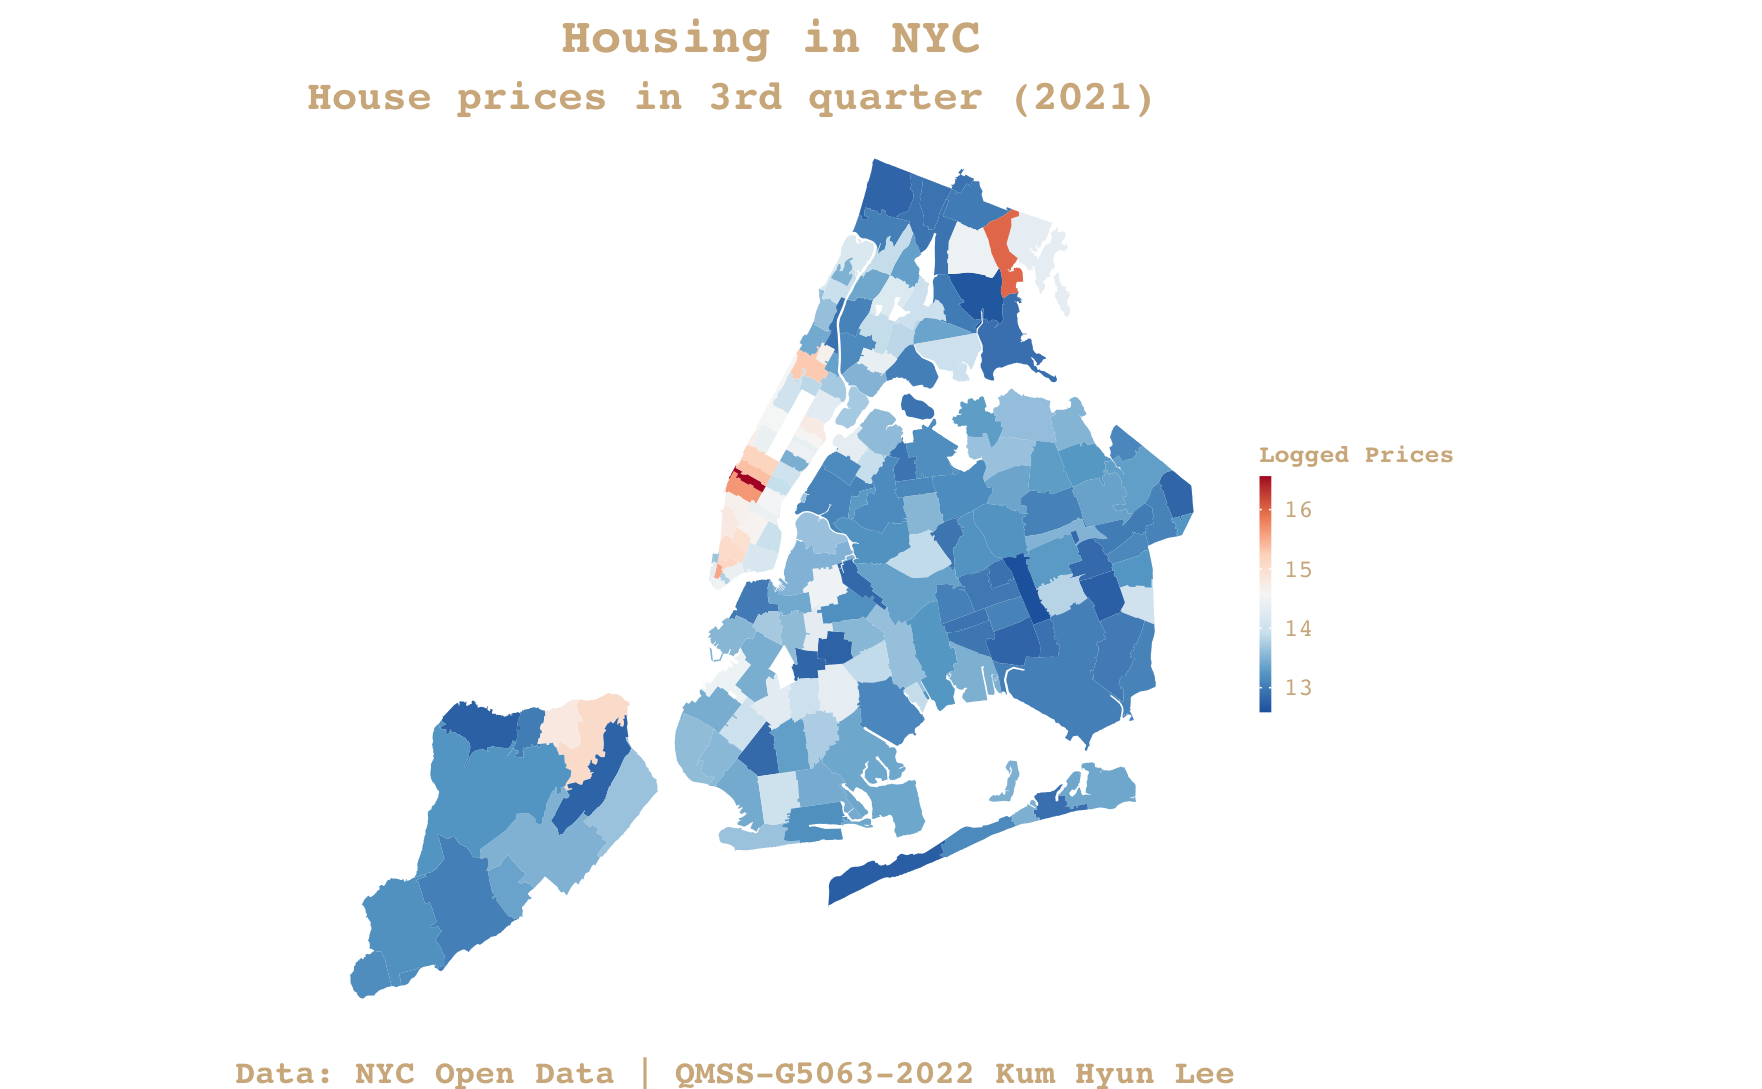 Housing in NYC
House prices in 3rd quarter (2021)
Logged Prices
16
15
14
13
Data: NYC Open Data | QMSS-G5063-2022 Kum Hyun Lee